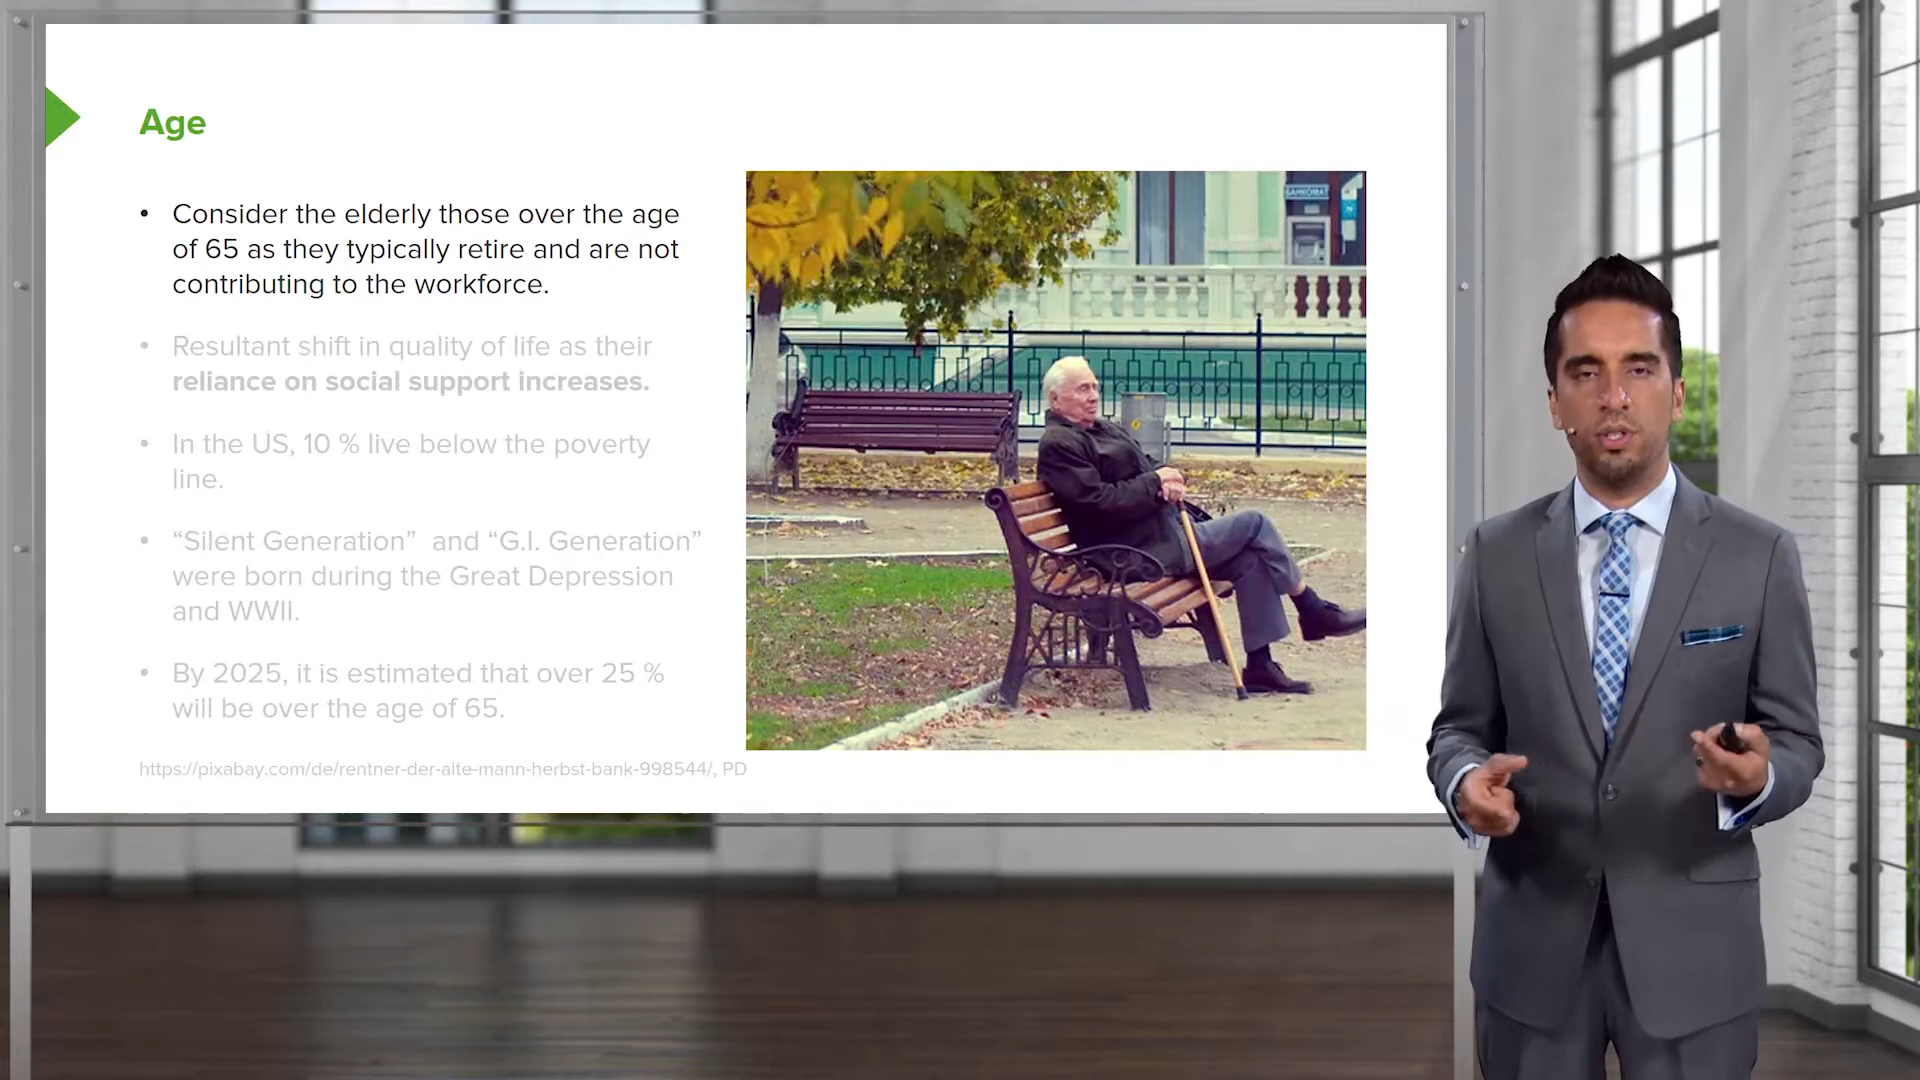 Age
• Consider the elderly those over the age
of 65 as they typically retire and are not
contributing to the workforce.
• Resultant shift in quality of life as their
reliance on social support increases.
• In the US, 10 % live below the poverty
line.
• “Silent Generation”  and “G.I. Generation”
were born during the Great Depression
and WWII.
• By 2025, it is estimated that over 25 %
will be over the age of 65.
https://pixabay.com/de/rentner-der-alte-mann-herbst-bank-998544/, PD
БАНКОМАТ